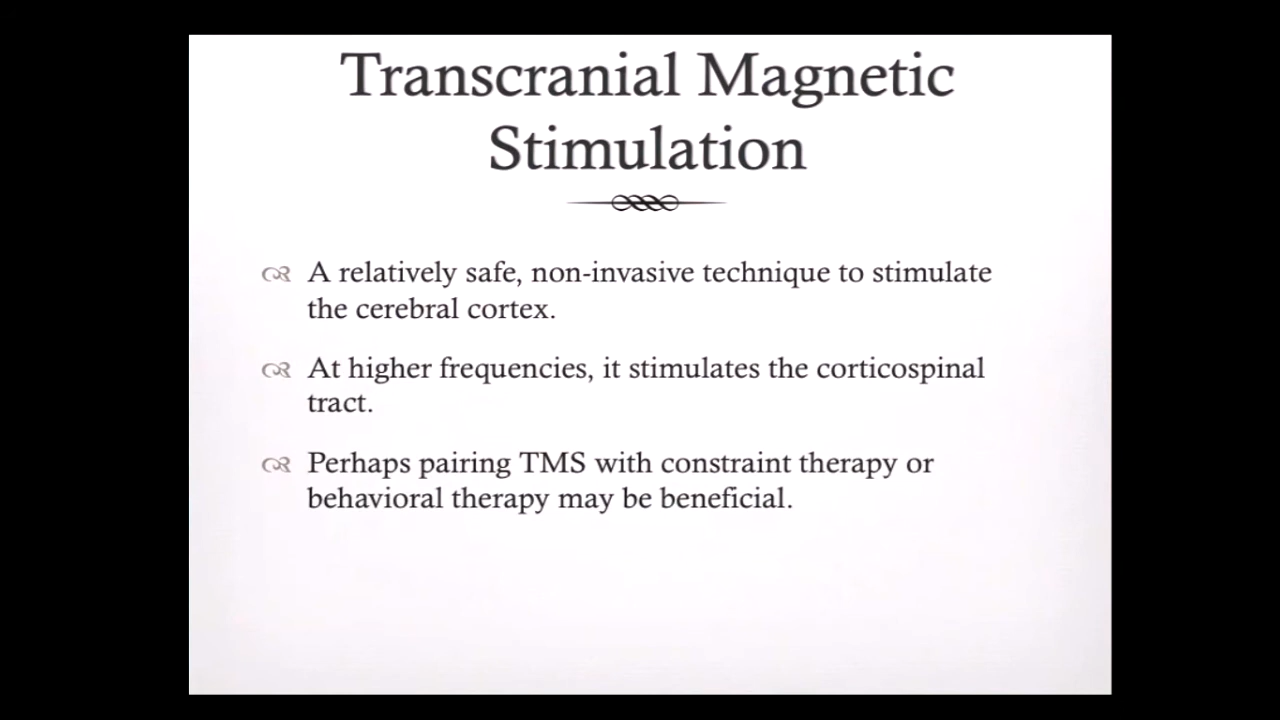 Transcranial Magnetic
Stimulation
A relatively safe, non-invasive technique to stimulate
the cerebral cortex.
At higher frequencies, it stimulates the corticospinal
tract.
Perhaps pairing TMS with constraint therapy or
behavioral therapy may be beneficial.